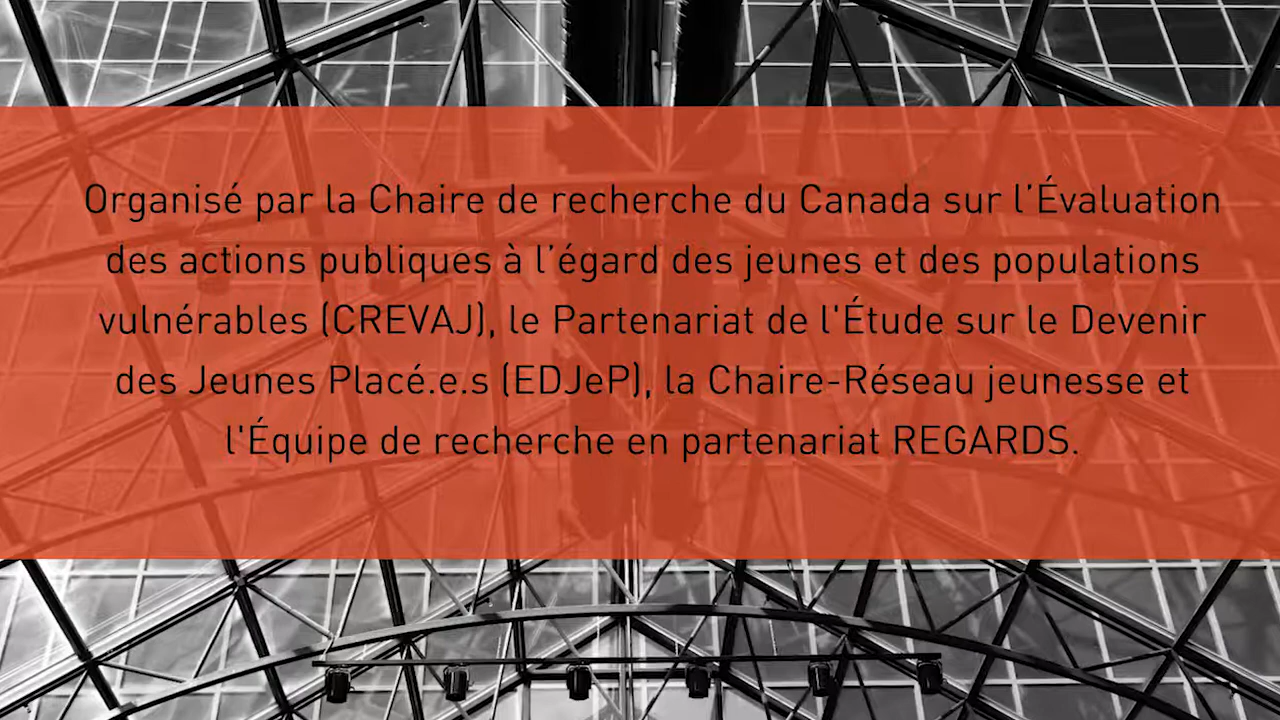 Organisé par la Chaire de recherche du Canada sur l’Évaluation
des actions publiques à l’égard des jeunes et des populations
vulnérables (CREVAJ), le Partenariat de l'Étude sur le Devenir
des Jeunes Placé.e.s (EDJeP), la Chaire-Réseau jeunesse et
l'Équipe de recherche en partenariat REGARDS.